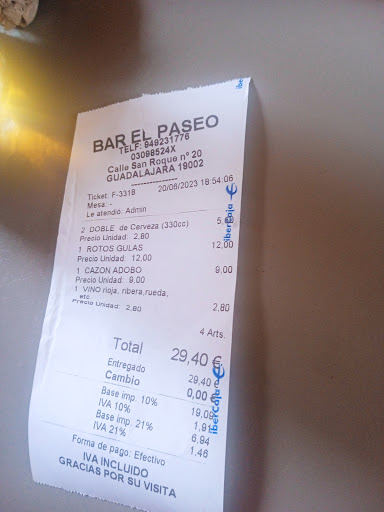 BAR EL PASEO
TELF: 949231776
03098524X
Calle San Roque nº 20
GUADALAJARA 19002
Ticket: F-3318 20/06/2023 18:54:06
Mesa: -
Le atendió: Admin
2 DOBLE de Cerveza (330cc) 5,60
Precio Unidad: 2,80
1 ROTOS GULAS 12,00
Precio Unidad: 12,00
1 CAZON ADOBO 9,00
Precio Unidad: 9,00
1 VINO rioja, ribera,rueda, 2,80
etc
Precio Unidad: 2,80
4 Arts.
Total 29,40 €
Entregado 29,40 €
Cambio 0,00 €
Base imp. 10% 19,09
IVA 10% 1,91
Base imp. 21% 6,94
IVA 21% 1,46
Forma de pago: Efectivo
IVA INCLUIDO
GRACIAS POR SU VISITA
iberCaja
iberCaja